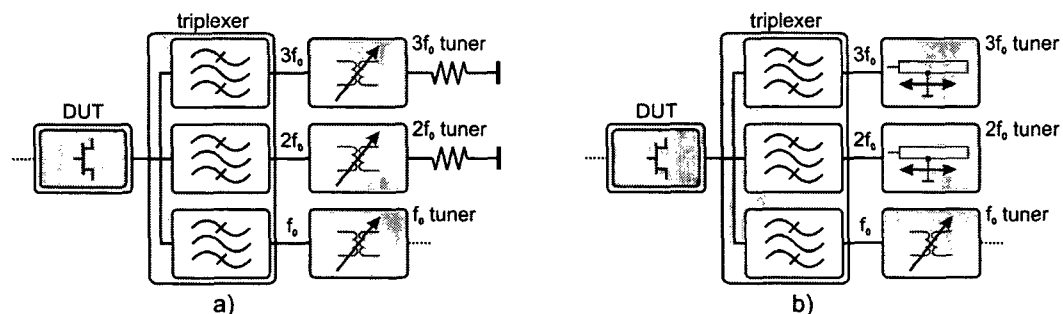 triplexer
3f₀
3f₀ tuner
DUT
2f₀
2f₀ tuner
f₀
f₀ tuner
a)
triplexer
3f₀
3f₀ tuner
DUT
2f₀
2f₀ tuner
f₀
f₀ tuner
b)